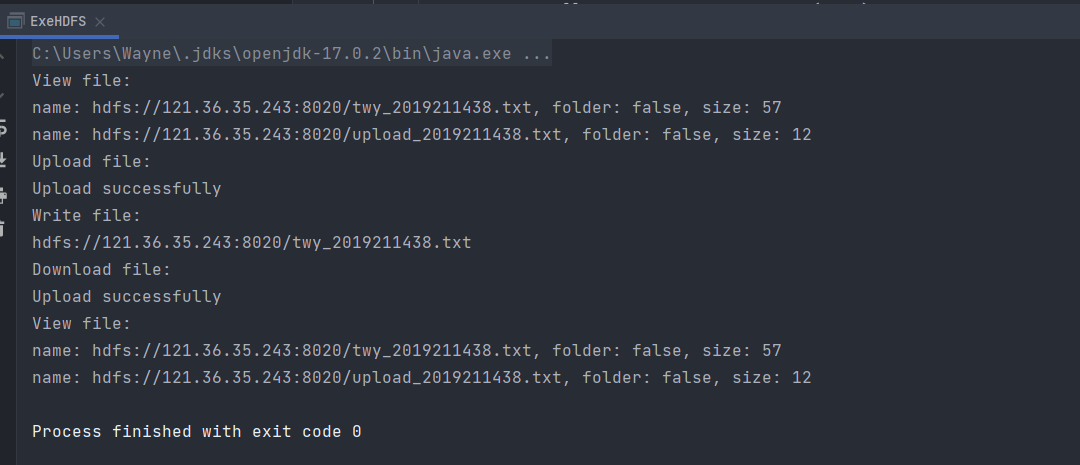 ExeHDFS
C:\Users\Wayne\.jdks\openjdk-17.0.2\bin\java.exe ...
View file:
name: hdfs://121.36.35.243:8020/twy_2019211438.txt, folder: false, size: 57
name: hdfs://121.36.35.243:8020/upload_2019211438.txt, folder: false, size: 12
Upload file:
Upload successfully
Write file:
hdfs://121.36.35.243:8020/twy_2019211438.txt
Download file:
Upload successfully
View file:
name: hdfs://121.36.35.243:8020/twy_2019211438.txt, folder: false, size: 57
name: hdfs://121.36.35.243:8020/upload_2019211438.txt, folder: false, size: 12
Process finished with exit code 0